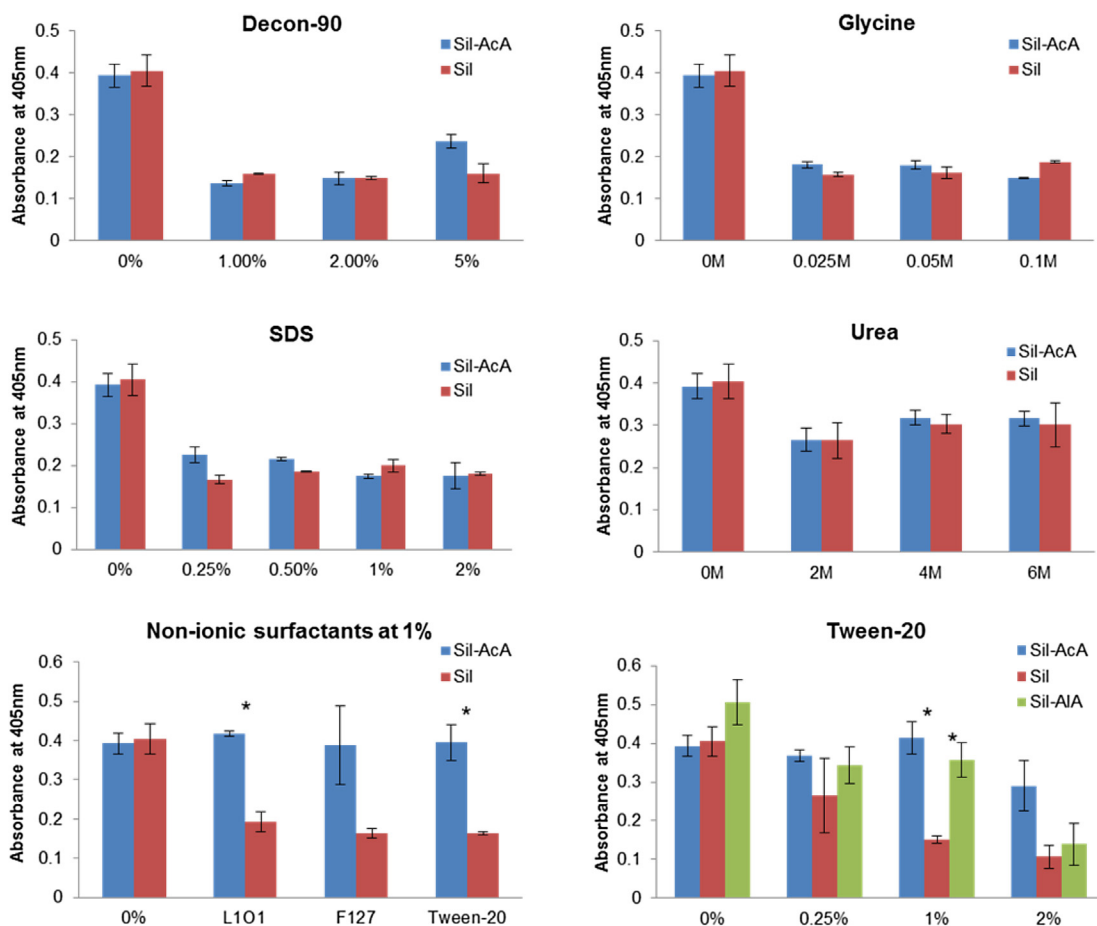 Decon-90
Sil-AcA
Sil
Absorbance at 405nm
0.5
0.4
0.3
0.2
0.1
0
0% 1.00% 2.00% 5%
Glycine
Sil-AcA
Sil
Absorbance at 405nm
0.5
0.4
0.3
0.2
0.1
0
0M 0.025M 0.05M 0.1M
SDS
Sil-AcA
Sil
Absorbance at 405nm
0.5
0.4
0.3
0.2
0.1
0
0% 0.25% 0.50% 1% 2%
Urea
Sil-AcA
Sil
Absorbance at 405nm
0.5
0.4
0.3
0.2
0.1
0
0M 2M 4M 6M
Non-ionic surfactants at 1%
Sil-AcA
Sil
Absorbance at 405nm
0.6
0.5
0.4
0.3
0.2
0.1
0
* *
0% L1O1 F127 Tween-20
Tween-20
Sil-AcA
Sil
Sil-AlA
Absorbance at 405nm
0.6
0.5
0.4
0.3
0.2
0.1
0
* *
0% 0.25% 1% 2%